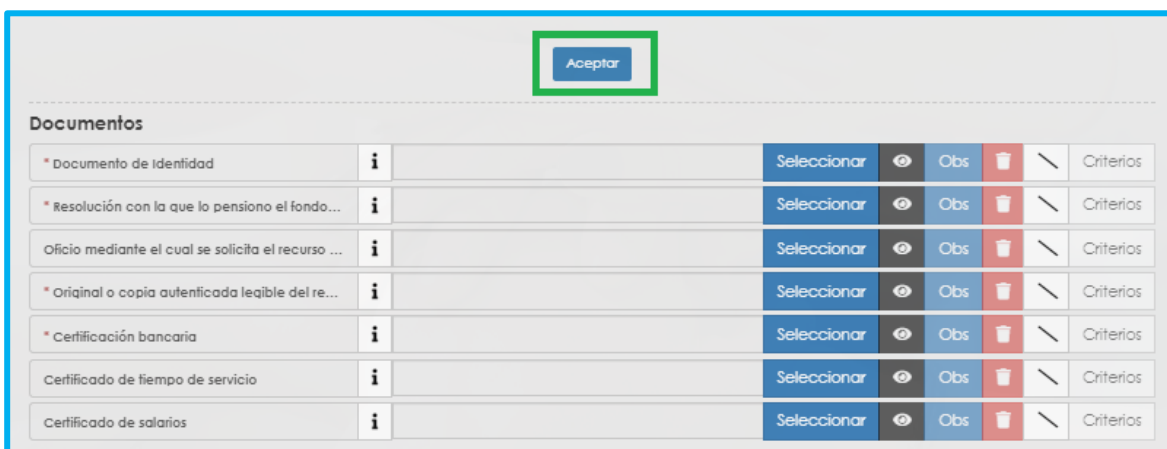 Aceptar
Documentos
* Documento de Identidad i Seleccionar Obs Criterios
* Resolución con la que lo pensiono el fondo... i Seleccionar Obs Criterios
Oficio mediante el cual se solicita el recurso ... i Seleccionar Obs Criterios
* Original o copia autenticada legible del re... i Seleccionar Obs Criterios
* Certificación bancaria i Seleccionar Obs Criterios
Certificado de tiempo de servicio i Seleccionar Obs Criterios
Certificado de salarios i Seleccionar Obs Criterios